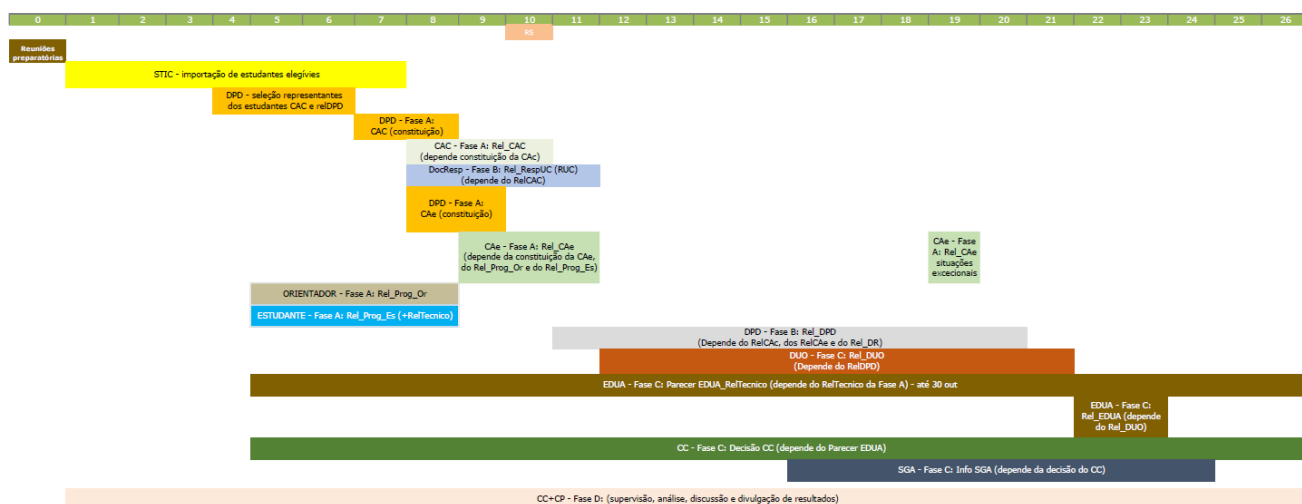 0 1 2 3 4 5 6 7 8 9 10 11 12 13 14 15 16 17 18 19 20 21 22 23 24 25 26
RS
Reuniões
preparatórias
STIC - importação de estudantes elegívies
DPD - seleção representantes
dos estudantes CAC e relDPD
DPD - Fase A:
CAC (constituição)
CAC - Fase A: Rel_CAC
(depende constituição da CAc)
DocResp - Fase B: Rel_RespUC (RUC)
(depende do RelCAC)
DPD - Fase A:
CAe (constituição)
CAe - Fase A: Rel_CAe
(depende da constituição da CAe,
do Rel_Prog_Or e do Rel_Prog_Es)
CAe - Fase
A: Rel_CAe
situações
excecionais
ORIENTADOR - Fase A: Rel_Prog_Or
ESTUDANTE - Fase A: Rel_Prog_Es (+RelTecnico)
DPD - Fase B: Rel_DPD
(Depende do RelCAc, dos RelCAe e do Rel_DR)
DUO - Fase C: Rel_DUO
(Depende do RelDPD)
EDUA - Fase C: Parecer EDUA_RelTecnico (depende do RelTecnico da Fase A) - até 30 out
EDUA - Fase C:
Rel_EDUA (depende
do Rel_DUO)
CC - Fase C: Decisão CC (depende do Parecer EDUA)
SGA - Fase C: Info SGA (depende da decisão do CC)
CC+CP - Fase D: (supervisão, análise, discussão e divulgação de resultados)